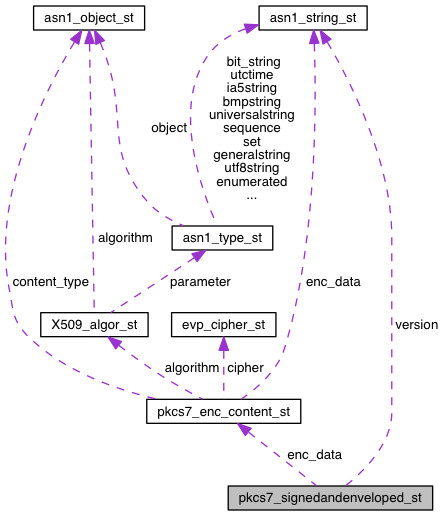 asn1_object_st
asn1_string_st
bit_string
utctime
ia5string
bmpstring
universalstring
sequence
set
generalstring
utf8string
enumerated
...
object
asn1_type_st
algorithm
content_type
parameter
enc_data
X509_algor_st
evp_cipher_st
version
algorithm
cipher
pkcs7_enc_content_st
enc_data
pkcs7_signedandenveloped_st